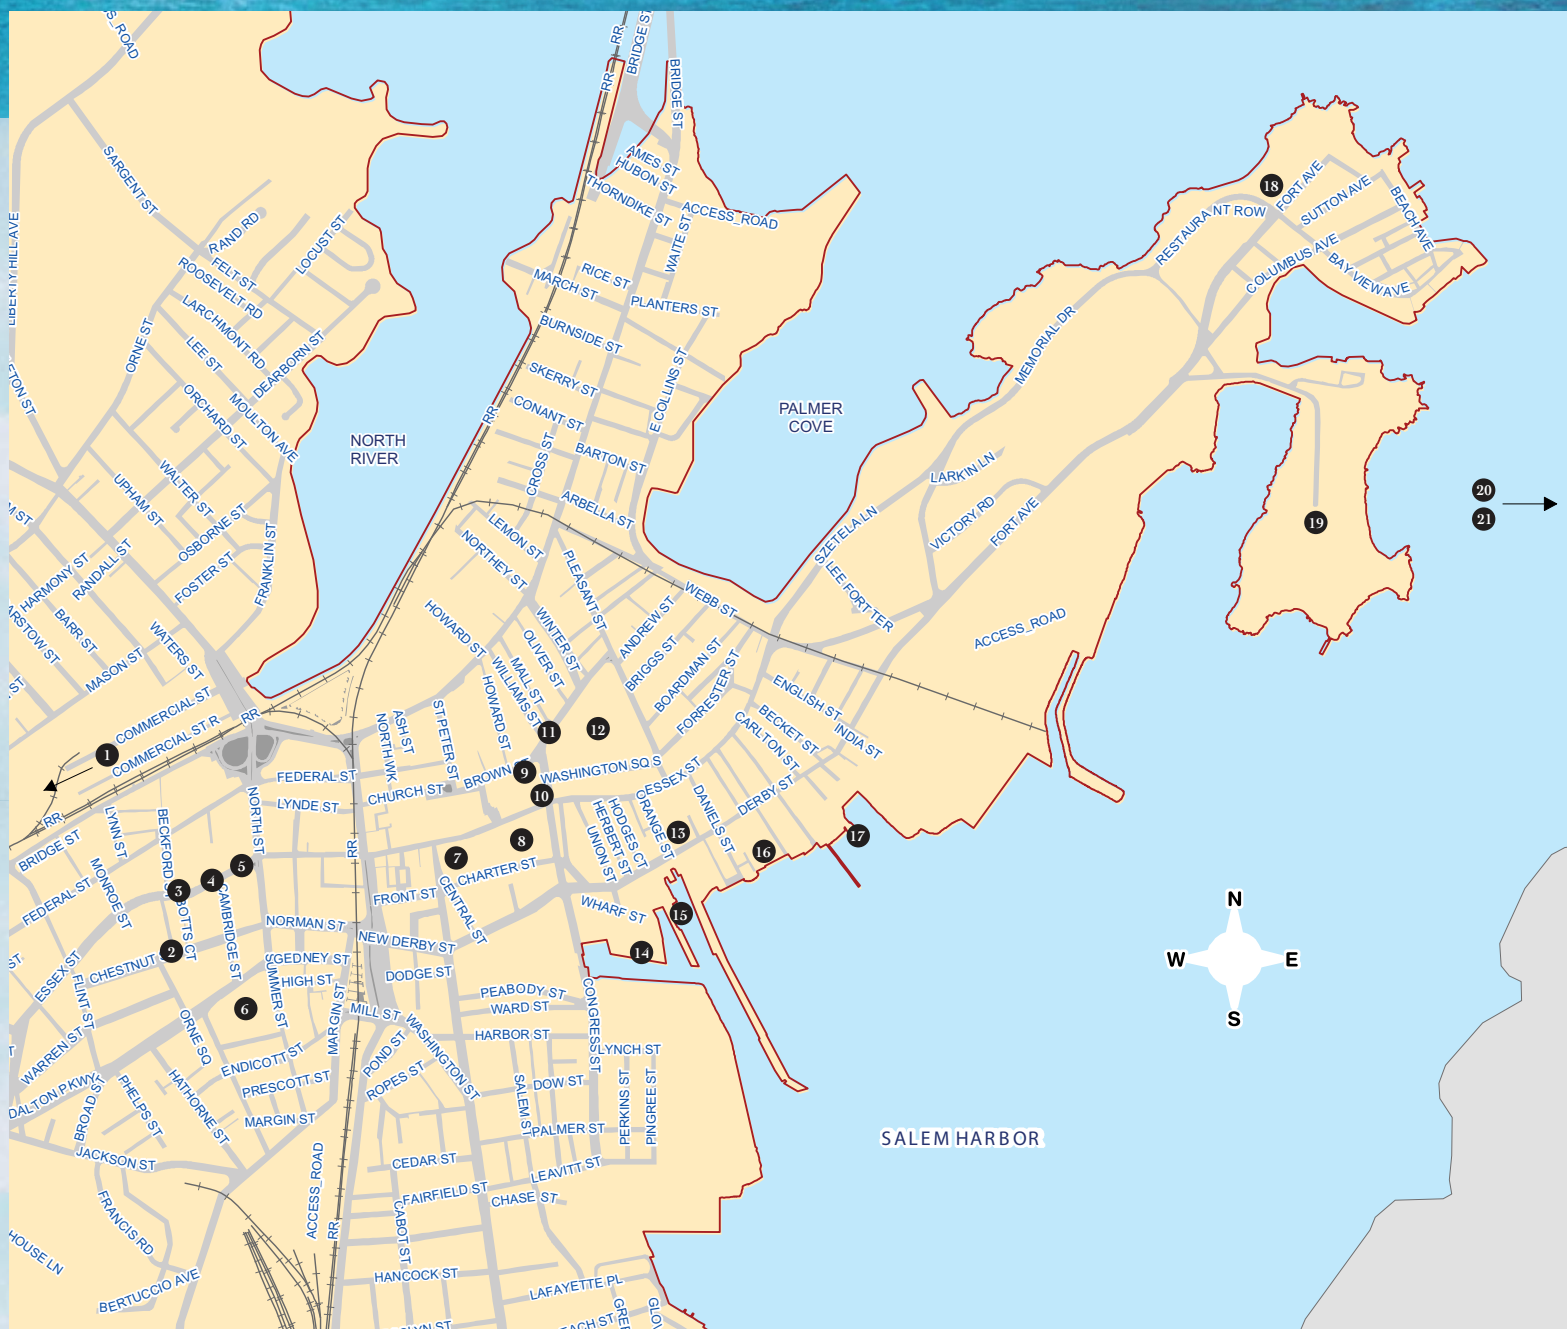 RR
BRIDGE ST
BRIDGE ST
RR
SARGENT ST
AMES ST
HUBON ST
THORNDIKE ST
ACCESS_ROAD
WAITE ST
18
FORT AVE
SUTTON AVE
BEACH AVE
RESTAURANT ROW
COLUMBUS AVE
BAY VIEW AVE
LIBERTY HILL AVE
RAND RD
LOCUST ST
FELT ST
ROOSEVELT RD
LARCHMONT RD
RICE ST
MARCH ST
PLANTERS ST
BURNSIDE ST
MEMORIAL DR
ORNE ST
LEE ST
DEARBORN ST
SKERRY ST
E COLLINS ST
ORCHARD ST
MOULTON AVE
CONANT ST
RR
PALMER
COVE
NORTH
RIVER
CROSS ST
BARTON ST
LARKIN LN
WALTER ST
UPHAM ST
ARBELLA ST
20
21
19
OSBORNE ST
FRANKLIN ST
LEMON ST
NORTHEY ST
SZETELA LN
VICTORY RD
FORT AVE
HARMONY ST
RANDALL ST
FOSTER ST
PLEASANT ST
WEBB ST
LEE FORT TER
BARR ST
WATERS ST
MASON ST
HOWARD ST
WINTER ST
OLIVER ST
ANDREW ST
BRIGGS ST
BOARDMAN ST
ACCESS_ROAD
MALL ST
WILLIAMS ST
HOWARD ST
FORRESTER ST
ENGLISH ST
COMMERCIAL ST
COMMERCIAL ST R
RR
NORTH WK
ASH ST
ST PETER ST
BECKET ST
CARLTON ST
INDIA ST
1
11
12
9
10
FEDERAL ST
LYNDE ST
CHURCH ST
WASHINGTON SQ S
ESSEX ST
DERBY ST
DANIELS ST
RR
BRIDGE ST
LYNN ST
NORTH ST
RR
HODGES CT
HERBERT ST
UNION ST
13
17
16
8
7
5
4
3
MONROE ST
FEDERAL ST
CAMBRIDGE ST
CHARTER ST
FRONT ST
CENTRAL ST
WHARF ST
15
14
NORMAN ST
NEW DERBY ST
2
CHESTNUT
ESSEX ST
GEDNEY ST
HIGH ST
DODGE ST
FLINT ST
N
W
E
S
6
SUMMER ST
MARGIN ST
MILL ST
PEABODY ST
WARD ST
HARBOR ST
CONGRESS ST
ORNE SQ
WARREN ST
ENDICOTT ST
PRESCOTT ST
MARGIN ST
POND ST
ROPES ST
WASHINGTON ST
LYNCH ST
DOW ST
SALEM ST
PERKINS ST
PINGREE ST
DALTON PKWY
BROAD ST
PHELPS ST
HATHORNE ST
PALMER ST
SALEM HARBOR
JACKSON ST
ACCESS_ROAD
CEDAR ST
LEAVITT ST
FAIRFIELD ST
CHASE ST
FRANCIS RD
RR
CABOT ST
HOUSE LN
BERTUCCIO AVE
HANCOCK ST
LAFAYETTE PL